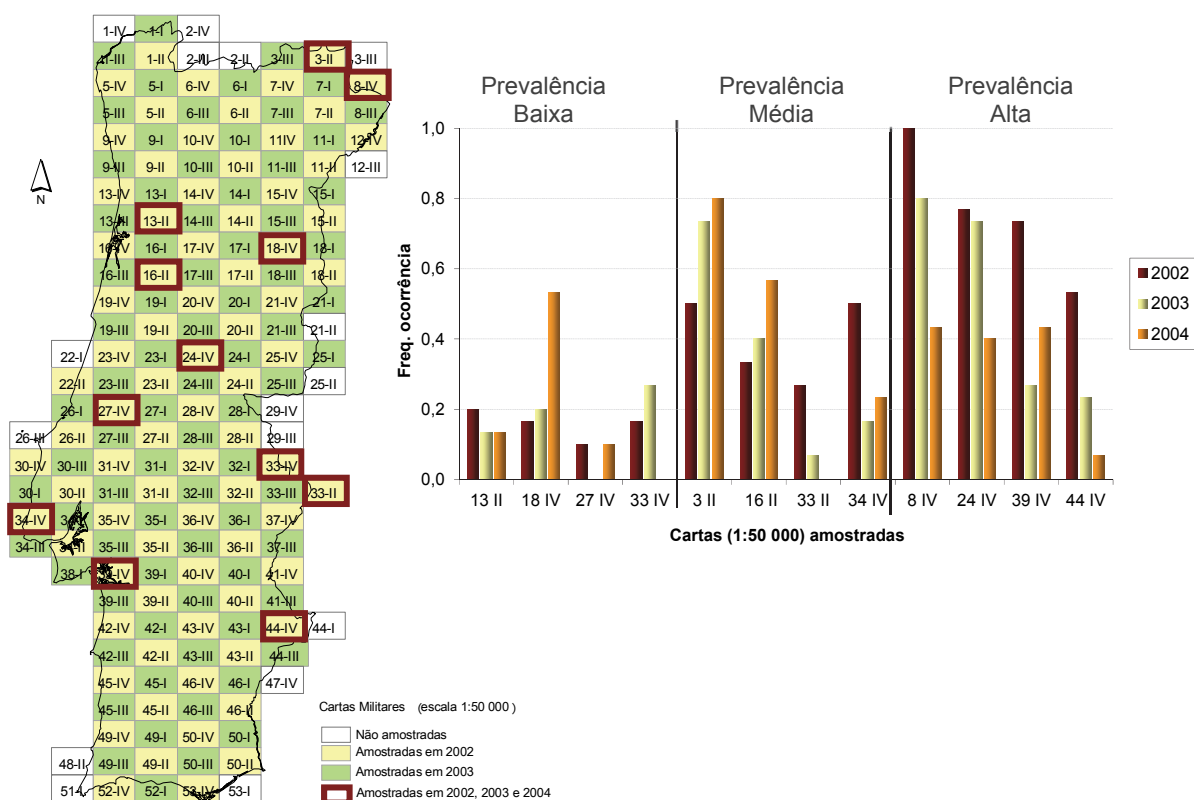 1-IV 1-I 2-IV
1-III 1-II 2-III 2-II 3-III 3-II 3-III
5-IV 5-I 6-IV 6-I 7-IV 7-I 8-IV
5-III 5-II 6-III 6-II 7-III 7-II 8-III
9-IV 9-I 10-IV 10-I 11IV 11-I 12-IV
9-III 9-II 10-III 10-II 11-III 11-II 12-III
N
13-IV 13-I 14-IV 14-I 15-IV 15-I
13-III 13-II 14-III 14-II 15-III 15-II
16-IV 16-I 17-IV 17-I 18-IV 18-I
16-III 16-II 17-III 17-II 18-III 18-II
19-IV 19-I 20-IV 20-I 21-IV 21-I
19-III 19-II 20-III 20-II 21-III 21-II
22-I 23-IV 23-I 24-IV 24-I 25-IV 25-I
22-II 23-III 23-II 24-III 24-II 25-III 25-II
26-I 27-IV 27-I 28-IV 28-I 29-IV
26-III 26-II 27-III 27-II 28-III 28-II 29-III
30-IV 30-III 31-IV 31-I 32-IV 32-I 33-IV
30-I 30-II 31-III 31-II 32-III 32-II 33-III 33-II
34-IV 35-IV 35-I 36-IV 36-I 37-IV
34-III 34-II 35-III 35-II 36-III 36-II 37-III
38-I 39-I 40-IV 40-I 41-IV
39-III 39-II 40-III 40-II 41-III
42-IV 42-I 43-IV 43-I 44-IV 44-I
42-III 42-II 43-III 43-II 44-III
45-IV 45-I 46-IV 46-I 47-IV
45-III 45-II 46-III 46-II
49-IV 49-I 50-IV 50-I
48-II 49-III 49-II 50-III 50-II
51-I 52-IV 52-I 53-IV 53-I
Cartas Militares (escala 1:50 000 )
Não amostradas
Amostradas em 2002
Amostradas em 2003
Amostradas em 2002, 2003 e 2004
Prevalência Baixa
Prevalência Média
Prevalência Alta
Freq. ocorrência
1,0
0,8
0,6
0,4
0,2
0,0
13 II 18 IV 27 IV 33 IV 3 II 16 II 33 II 34 IV 8 IV 24 IV 39 IV 44 IV
Cartas (1:50 000) amostradas
2002
2003
2004